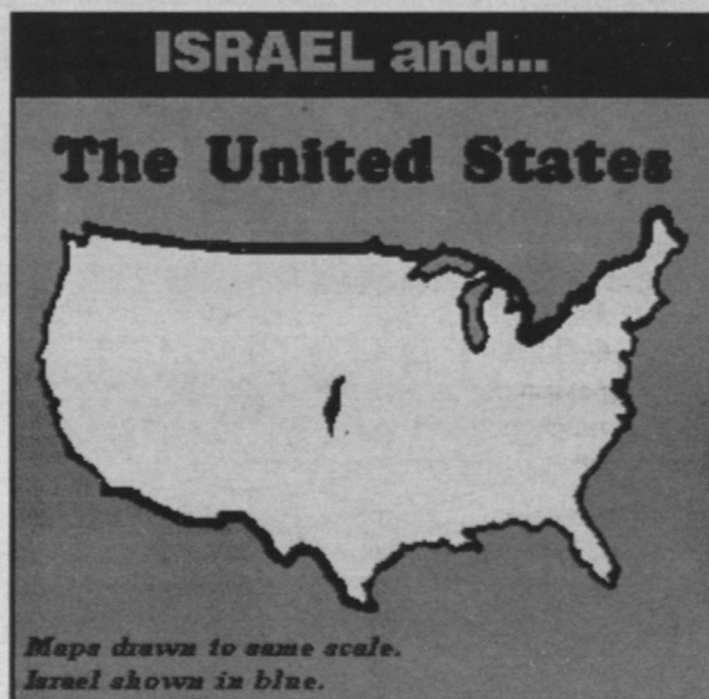 ISRAEL and...
The United States
Maps drawn to same scale.
Israel shown in blue.